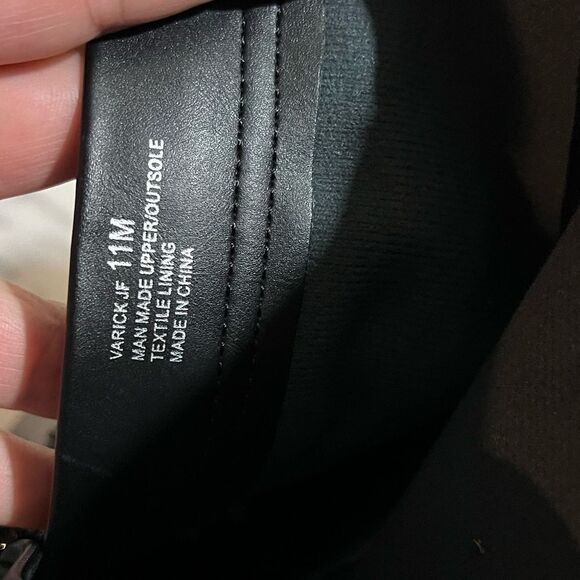 VARICK JF 11M
MAN MADE UPPER/OUTSOLE
TEXTILE LINING
MADE IN CHINA